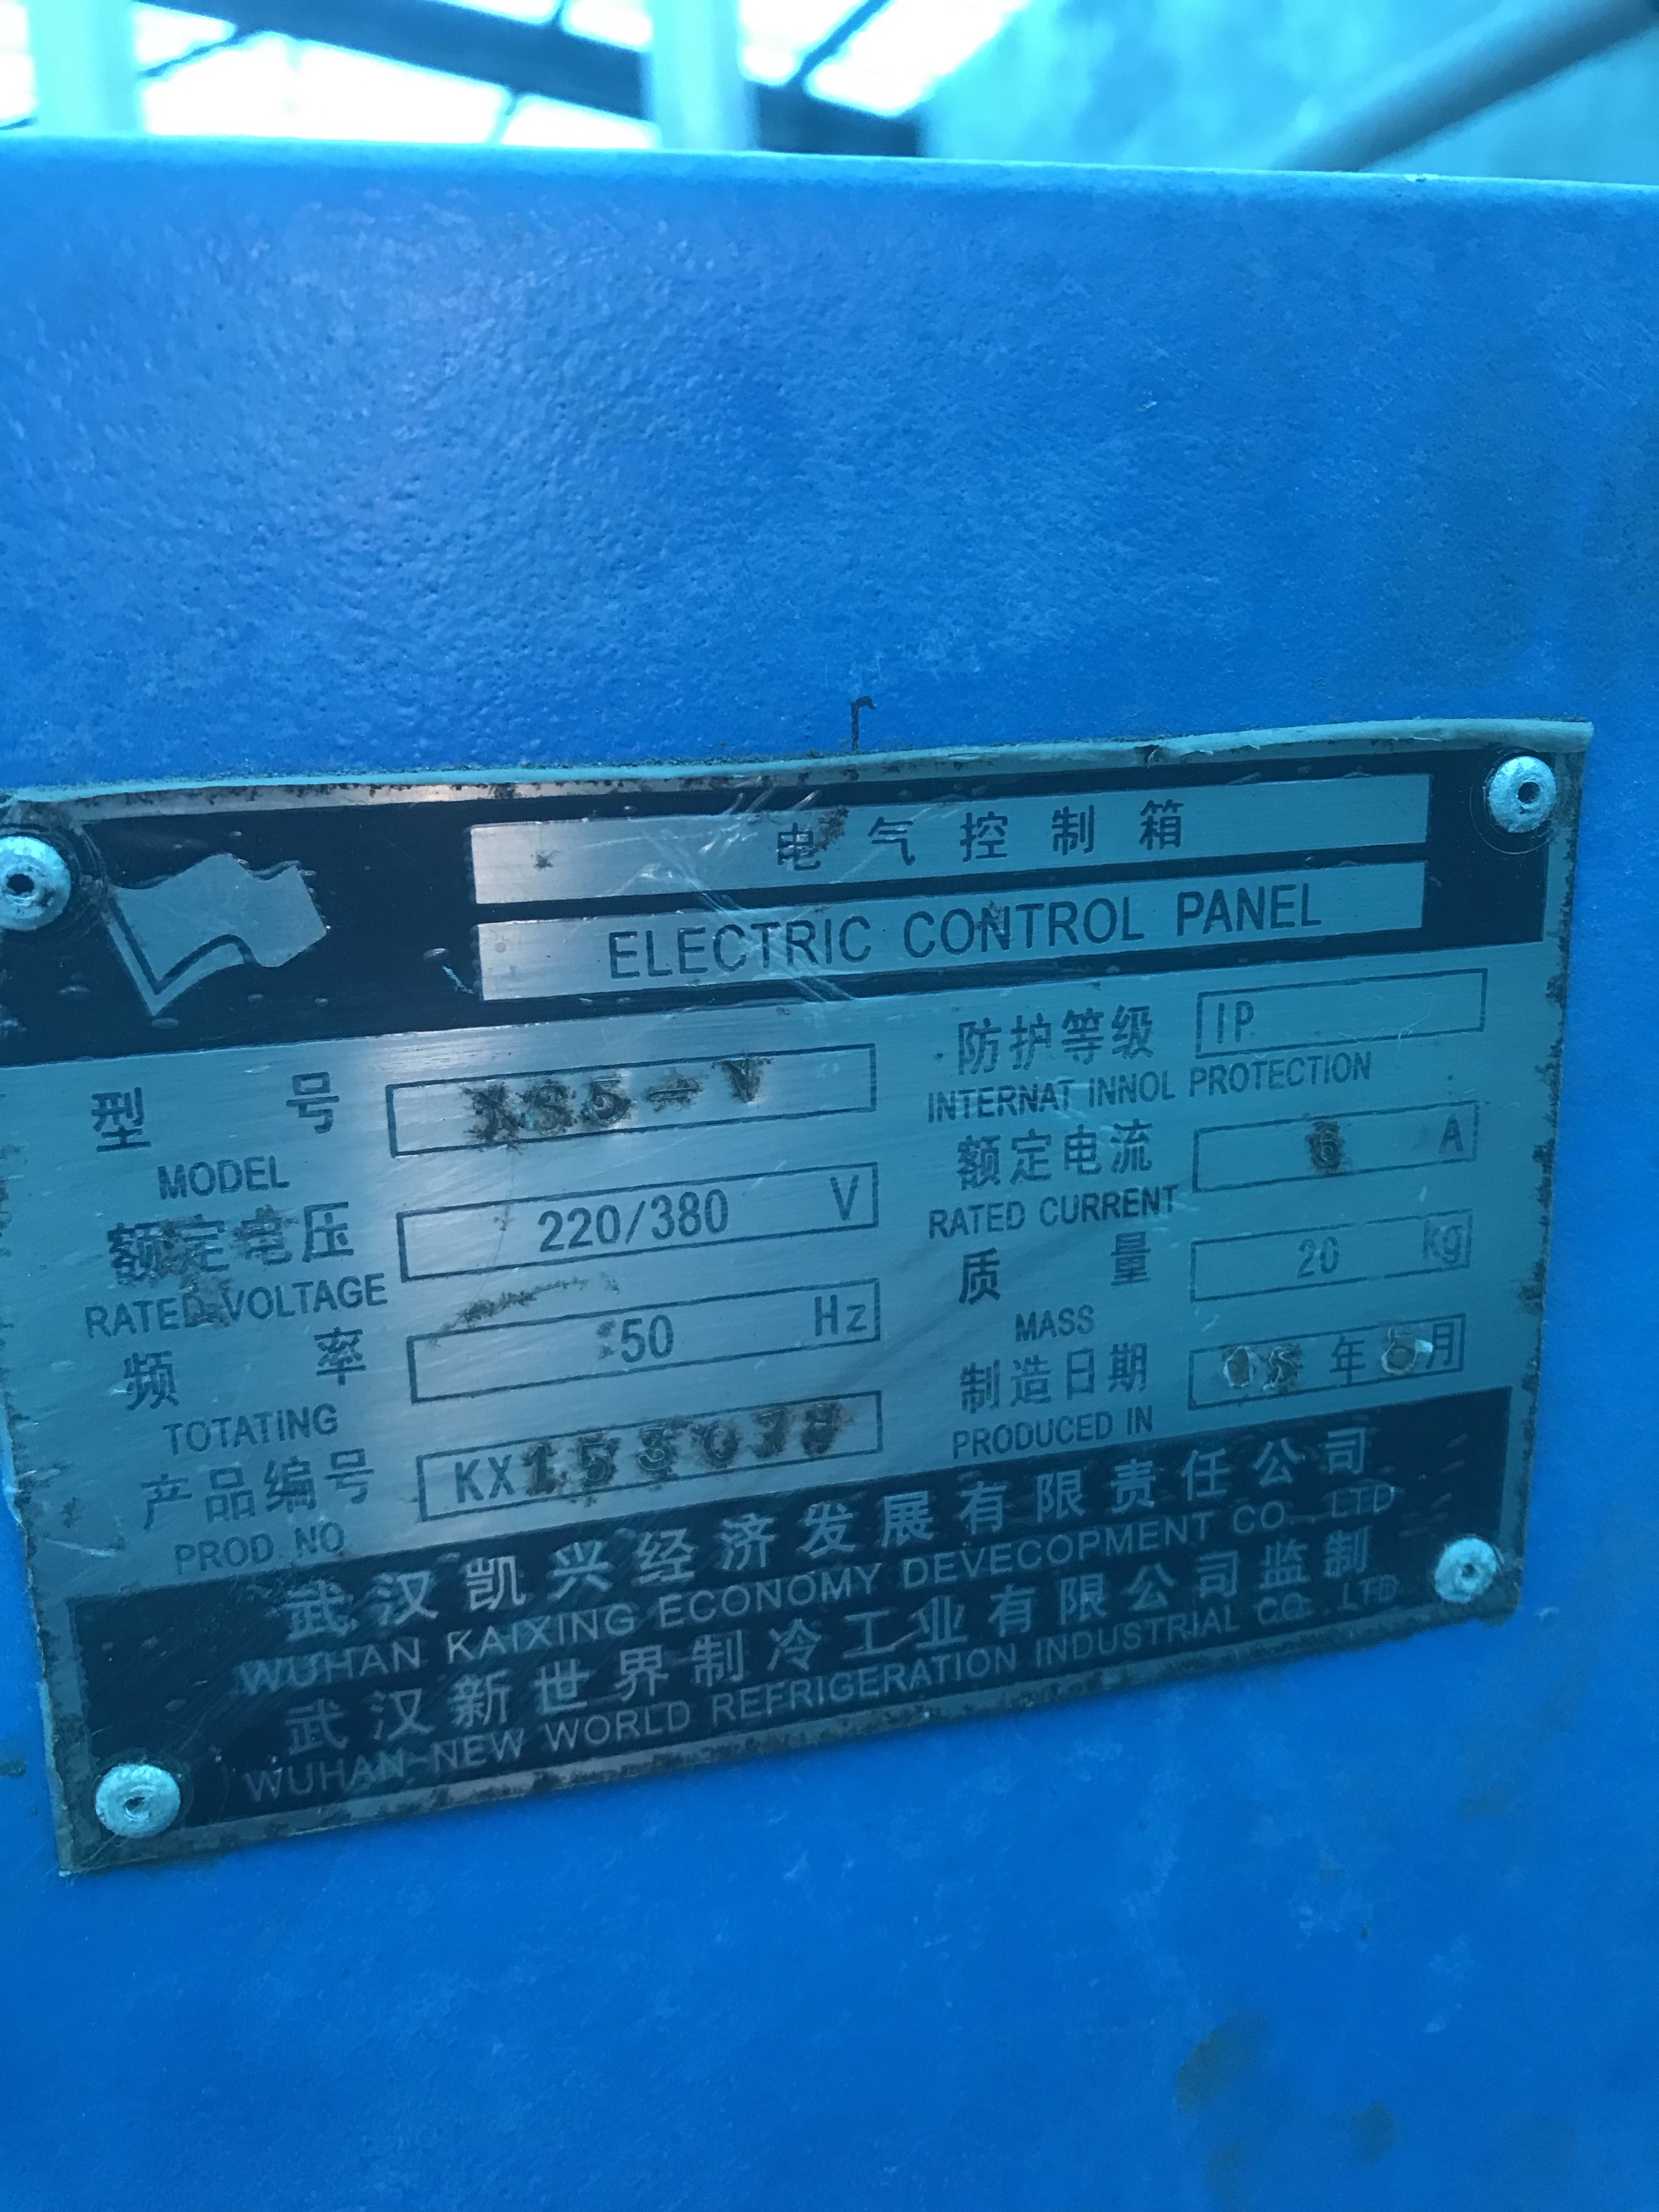 电气控制箱
ELECTRIC CONTROL PANEL
型号 XS5-V
MODEL
额定电压 220/380 V
RATED VOLTAGE
频率 50 Hz
TOTATING
产品编号
PROD NO
防护等级 IP
INTERNAT INNOL PROTECTION
额定电流 6 A
RATED CURRENT
质量 20 kg
MASS
制造日期 05 年 月
PRODUCED IN
武汉凯兴经济发展有限责任公司
WUHAN KAIXING ECONOMY DEVECOPMENT CO.,LTD
武汉新世界制冷工业有限公司监制
WUHAN-NEW WORLD REFRIGERATION INDUSTRIAL CO.,LTD